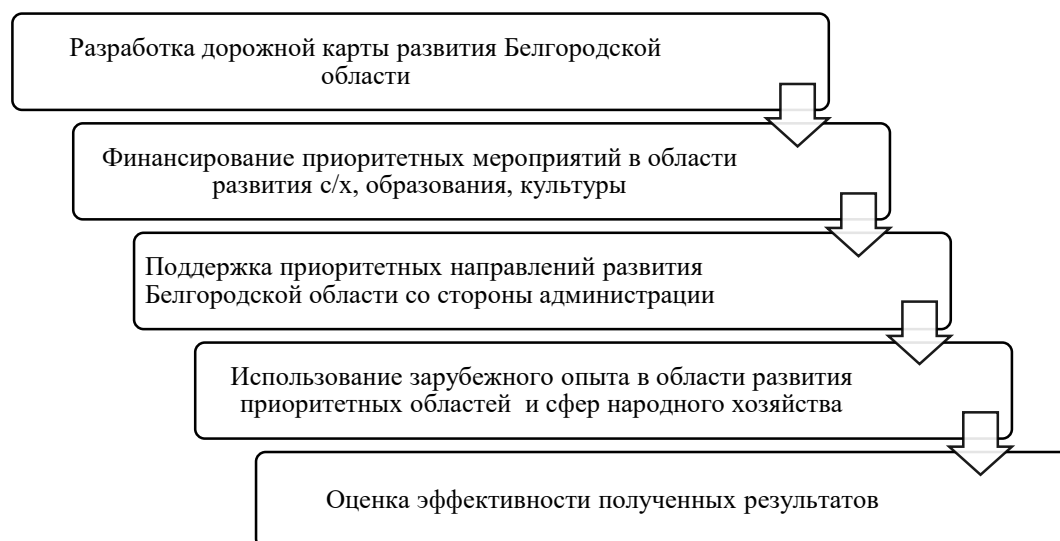 Разработка дорожной карты развития Белгородской
области
Финансирование приоритетных мероприятий в области
развития с/х, образования, культуры
Поддержка приоритетных направлений развития
Белгородской области со стороны администрации
Использование зарубежного опыта в области развития
приоритетных областей и сфер народного хозяйства
Оценка эффективности полученных результатов